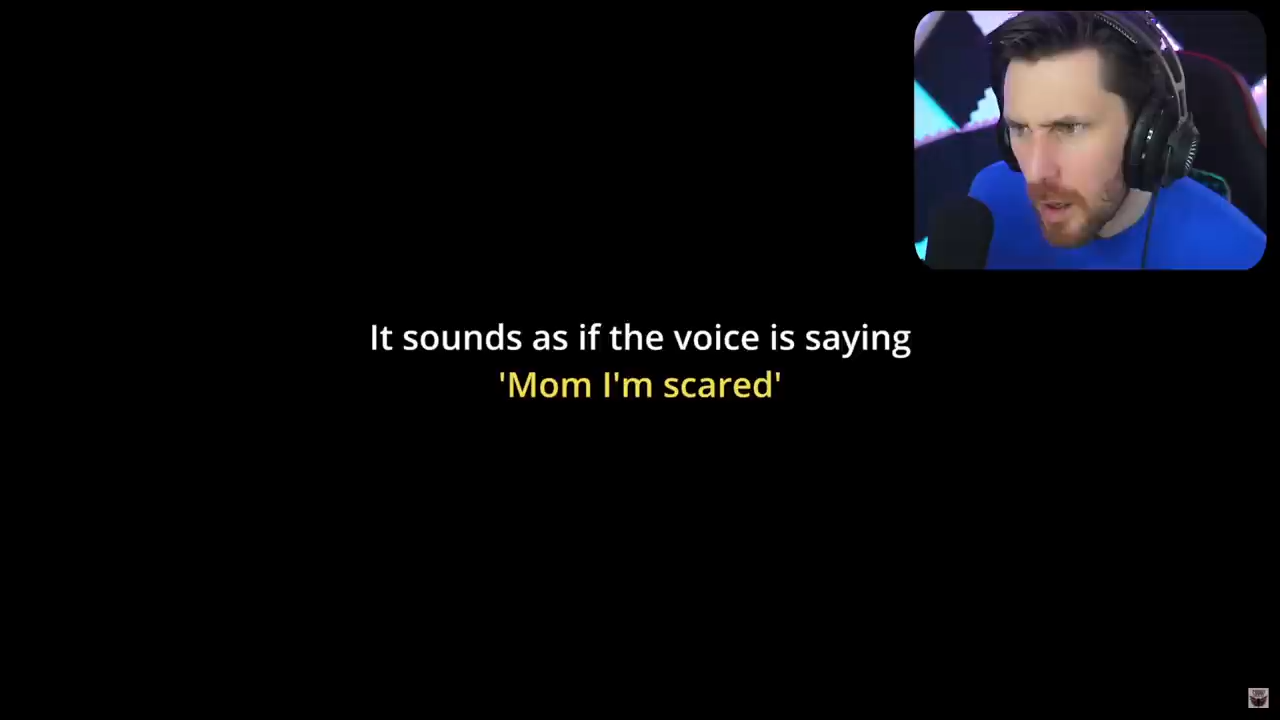 It sounds as if the voice is saying
'Mom I'm scared'